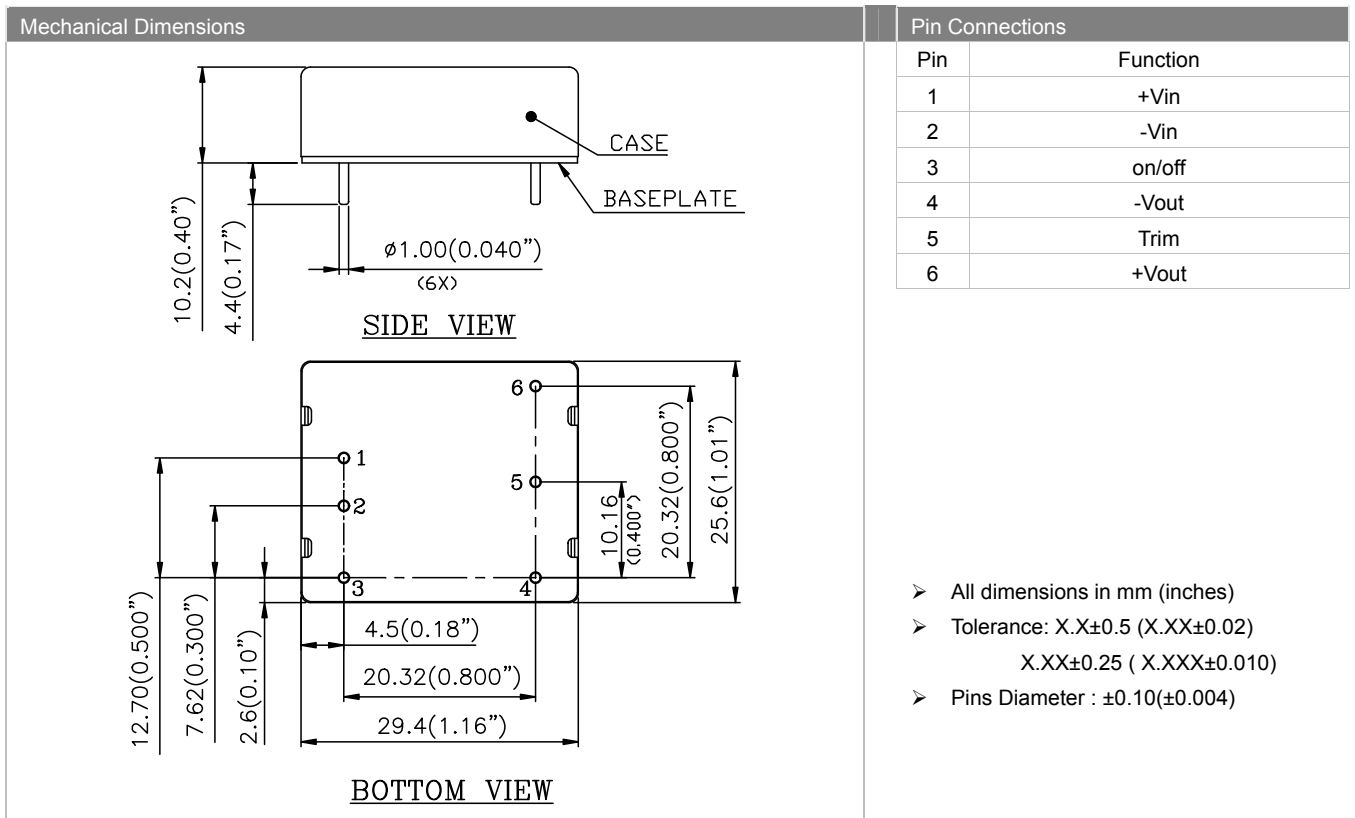 Mechanical Dimensions
CASE
BASEPLATE
10.2(0.40”)
4.4(0.17”)
ø1.00(0.040”)
(6X)
SIDE VIEW
6
1
5
2
3
4
10.16
(0.400”)
20.32(0.800”)
25.6(1.01”)
12.70(0.500”)
7.62(0.300”)
2.6(0.10”)
4.5(0.18”)
20.32(0.800”)
29.4(1.16”)
BOTTOM VIEW
Pin Connections
Pin Function
1 +Vin
2 -Vin
3 on/off
4 -Vout
5 Trim
6 +Vout
➢ All dimensions in mm (inches)
➢ Tolerance: X.X±0.5 (X.XX±0.02)
X.XX±0.25 ( X.XXX±0.010)
➢ Pins Diameter : ±0.10(±0.004)